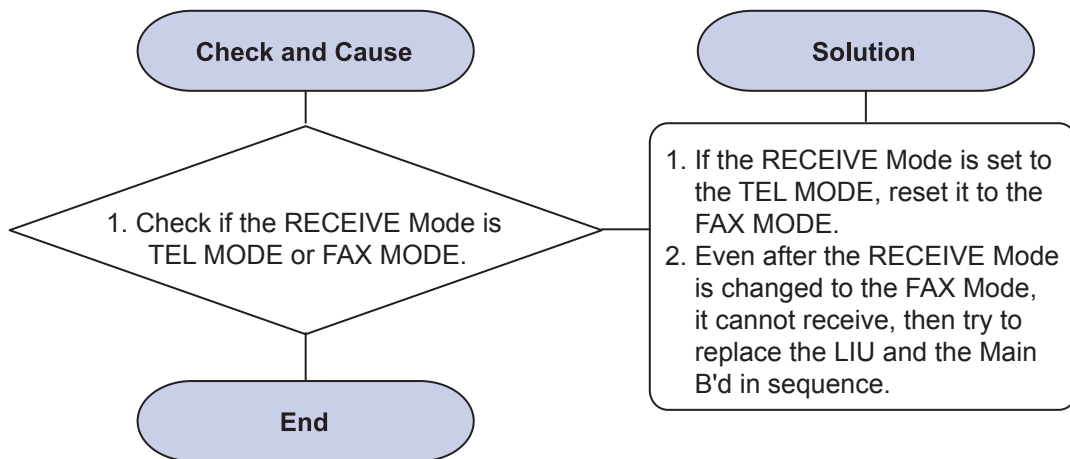 Check and Cause
1. Check if the RECEIVE Mode is
TEL MODE or FAX MODE.
End
Solution
1. If the RECEIVE Mode is set to
the TEL MODE, reset it to the
FAX MODE.
2. Even after the RECEIVE Mode
is changed to the FAX Mode,
it cannot receive, then try to
replace the LIU and the Main
B'd in sequence.